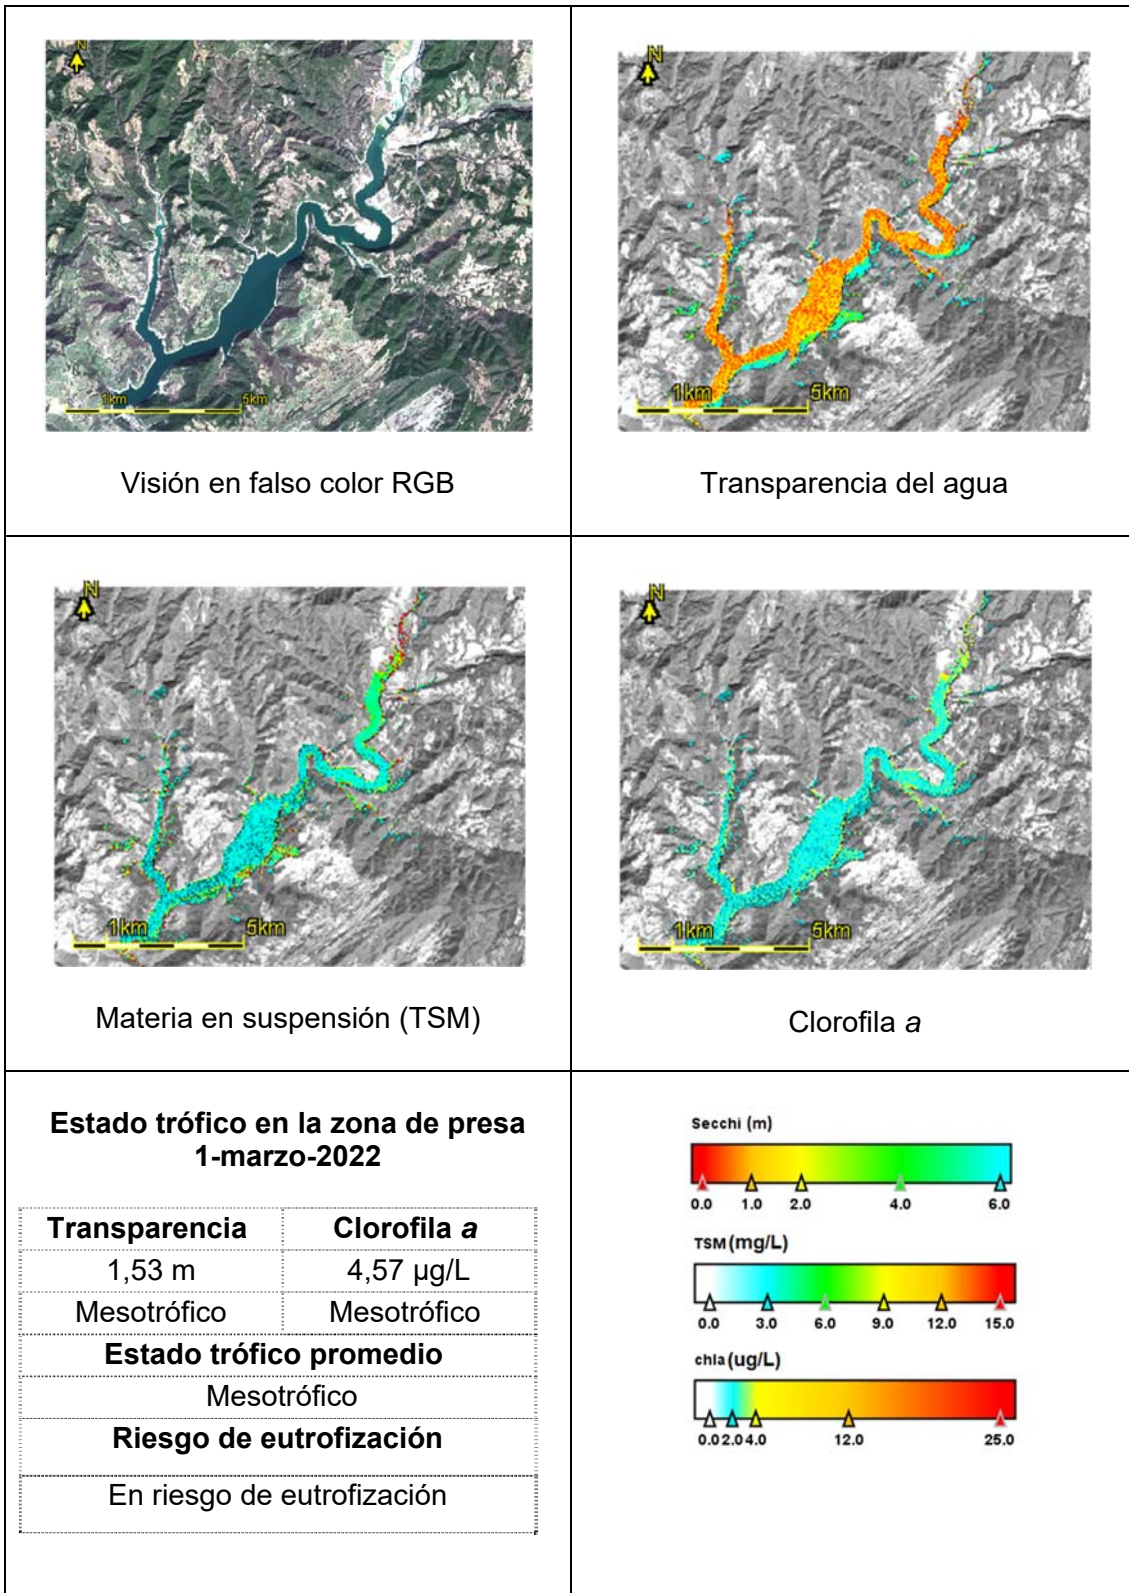 N
1km 5km
Visión en falso color RGB
N
1km 5km
Transparencia del agua
N
1km 5km
Materia en suspensión (TSM)
N
1km 5km
Clorofila a
Estado trófico en la zona de presa
1-marzo-2022
Transparencia Clorofila a
1,53 m 4,57 µg/L
Mesotrófico Mesotrófico
Estado trófico promedio
Mesotrófico
Riesgo de eutrofización
En riesgo de eutrofización
Secchi (m)
0.0 1.0 2.0 4.0 6.0
TSM (mg/L)
0.0 3.0 6.0 9.0 12.0 15.0
chla (ug/L)
0.0 2.0 4.0 12.0 25.0